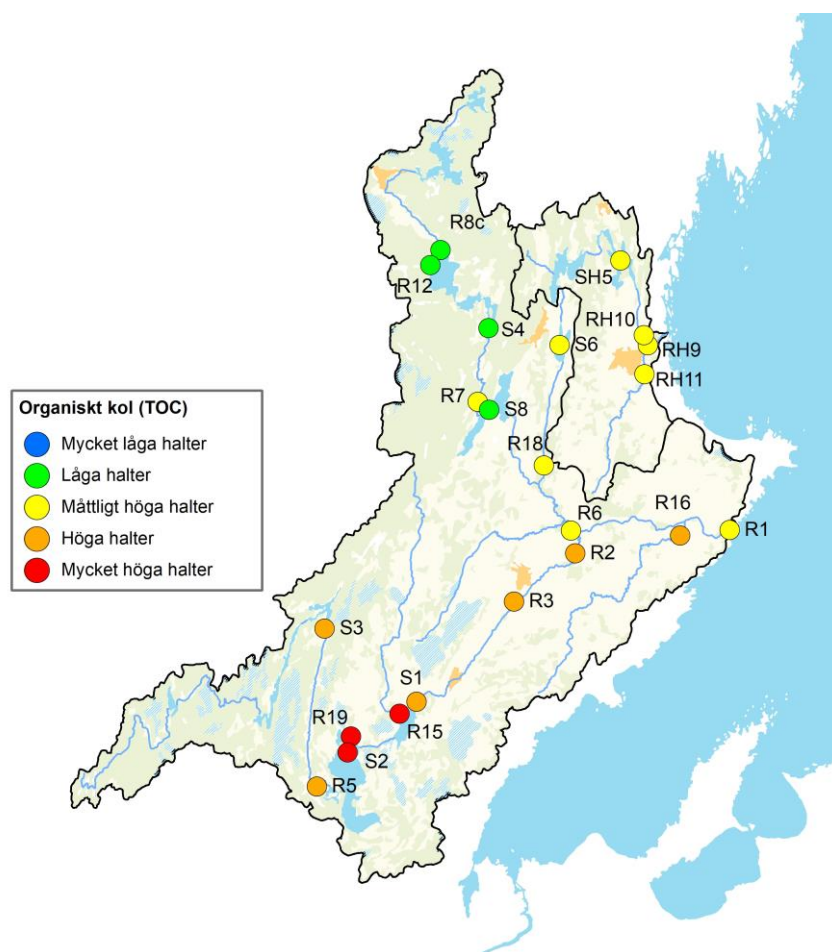 R8c
R12
SH5
S4
RH10
S6
RH9
RH11
R7
S8
Organiskt kol (TOC)
Mycket låga halter
Låga halter
Måttligt höga halter
Höga halter
Mycket höga halter
R18
R6
R16
R1
R2
R3
S3
S1
R15
R19
S2
R5